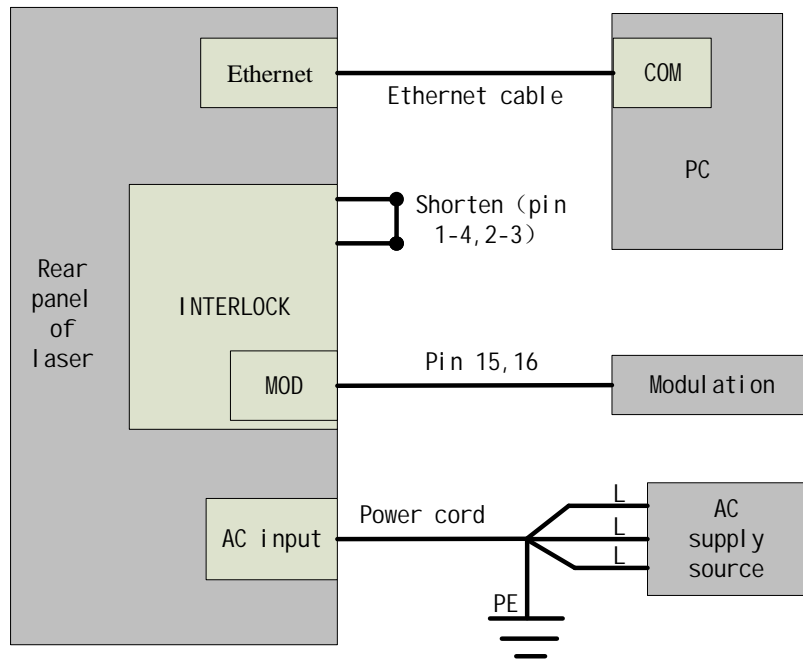 Ethernet
Ethernet cable
COM
PC
Shorten（pin
1-4,2-3）
Rear
panel
of
laser
INTERLOCK
MOD
Pin 15,16
Modulation
AC input
Power cord
L
L
L
AC
supply
source
PE